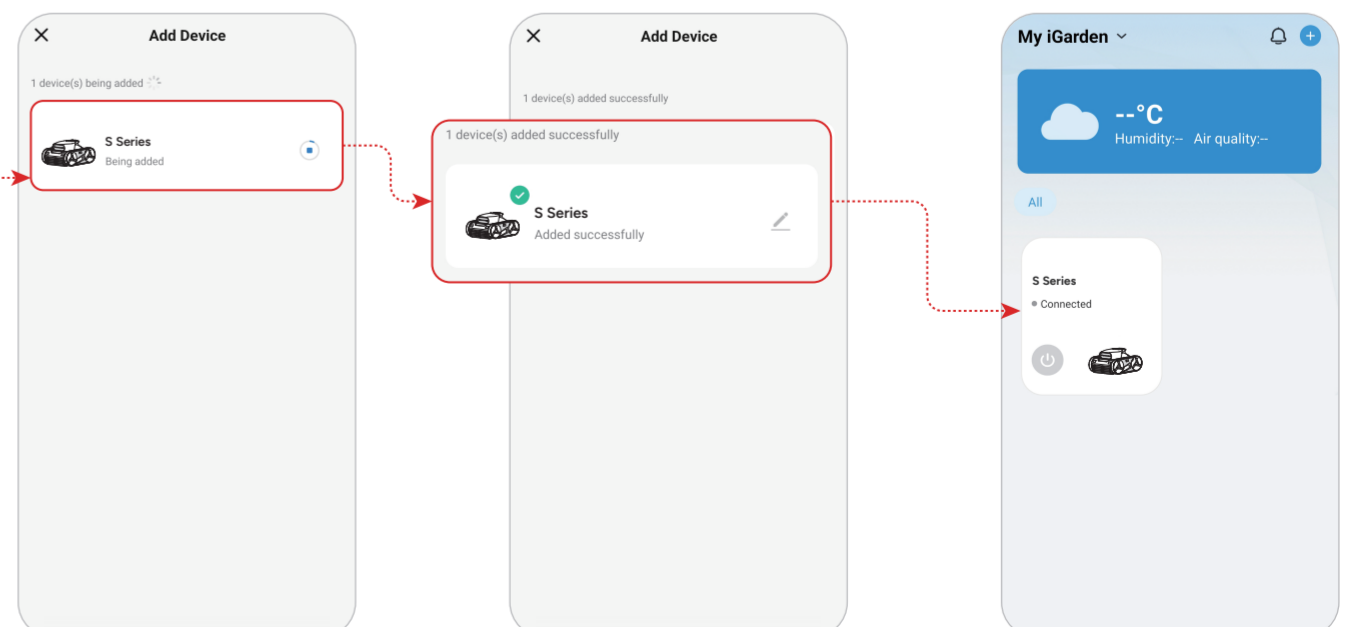 Add Device
1 device(s) being added
S Series
Being added
Add Device
1 device(s) added successfully
1 device(s) added successfully
S Series
Added successfully
My iGarden
--°C
Humidity:-- Air quality:--
All
S Series
Connected